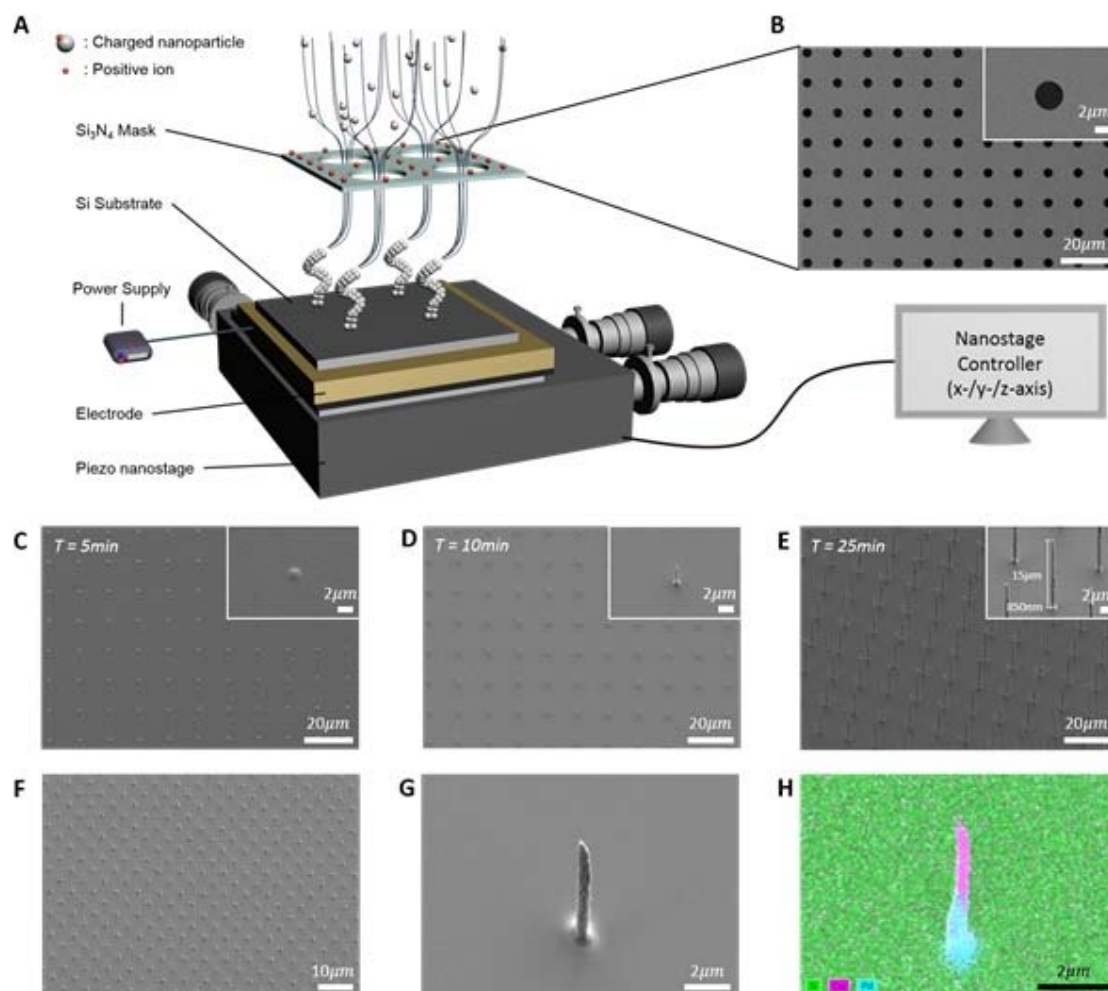 A
: Charged nanoparticle
: Positive ion
Si₃N₄ Mask
Si Substrate
Power Supply
Electrode
Piezo nanostage
B
2μm
20μm
Nanostage
Controller
(x-/y-/z-axis)
C
T = 5min
2μm
20μm
D
T = 10min
2μm
20μm
E
T = 25min
15μm
850nm
2μm
20μm
F
10μm
G
2μm
H
2μm